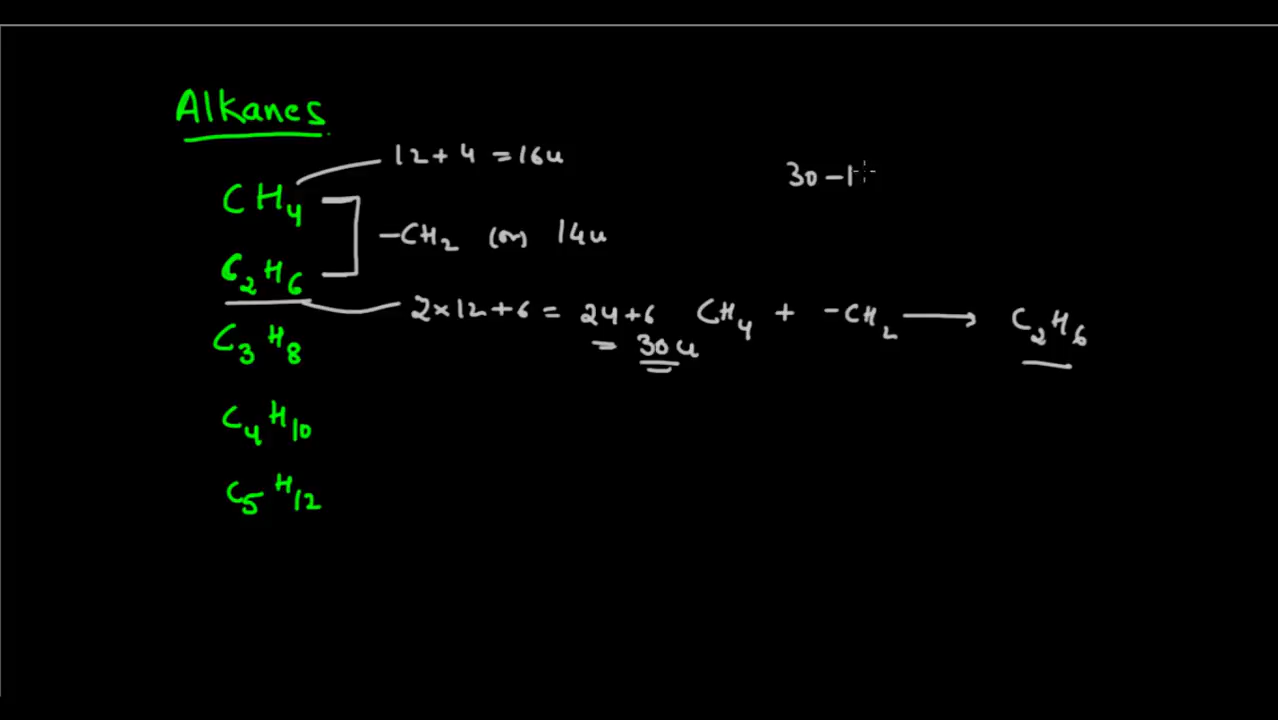 Alkanes
12 + 4 = 16u
30 - 1
CH4
-CH2 (or) 14u
C2H6
2×12+6 = 24+6
= 30u
CH4 + -CH2 → C2H6
C3H8
C4H10
C5H12